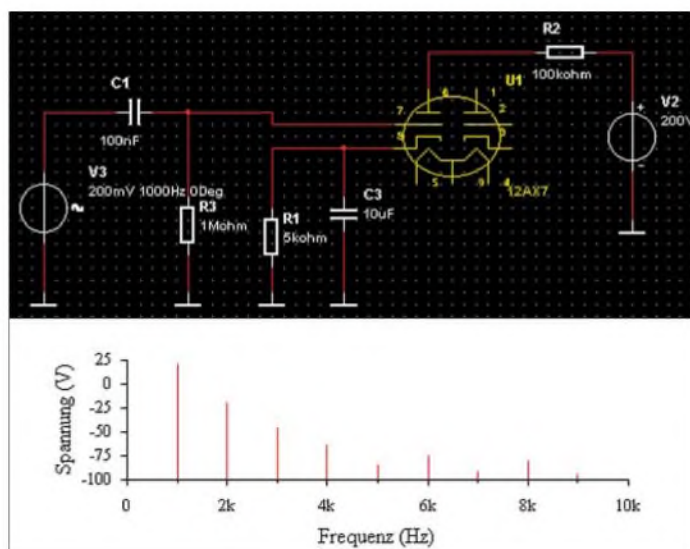 R2
100kohm
U1
C1
100nF
V2
200V
V3
200mV 1000Hz 0Deg
R3
1Mohm
R1
5kohm
C3
10uF
6
1
7
2
8
3
5
9
4
12AX7
Spannung (V)
25
0
-25
-50
-75
-100
0
2k
4k
6k
8k
10k
Frequenz (Hz)